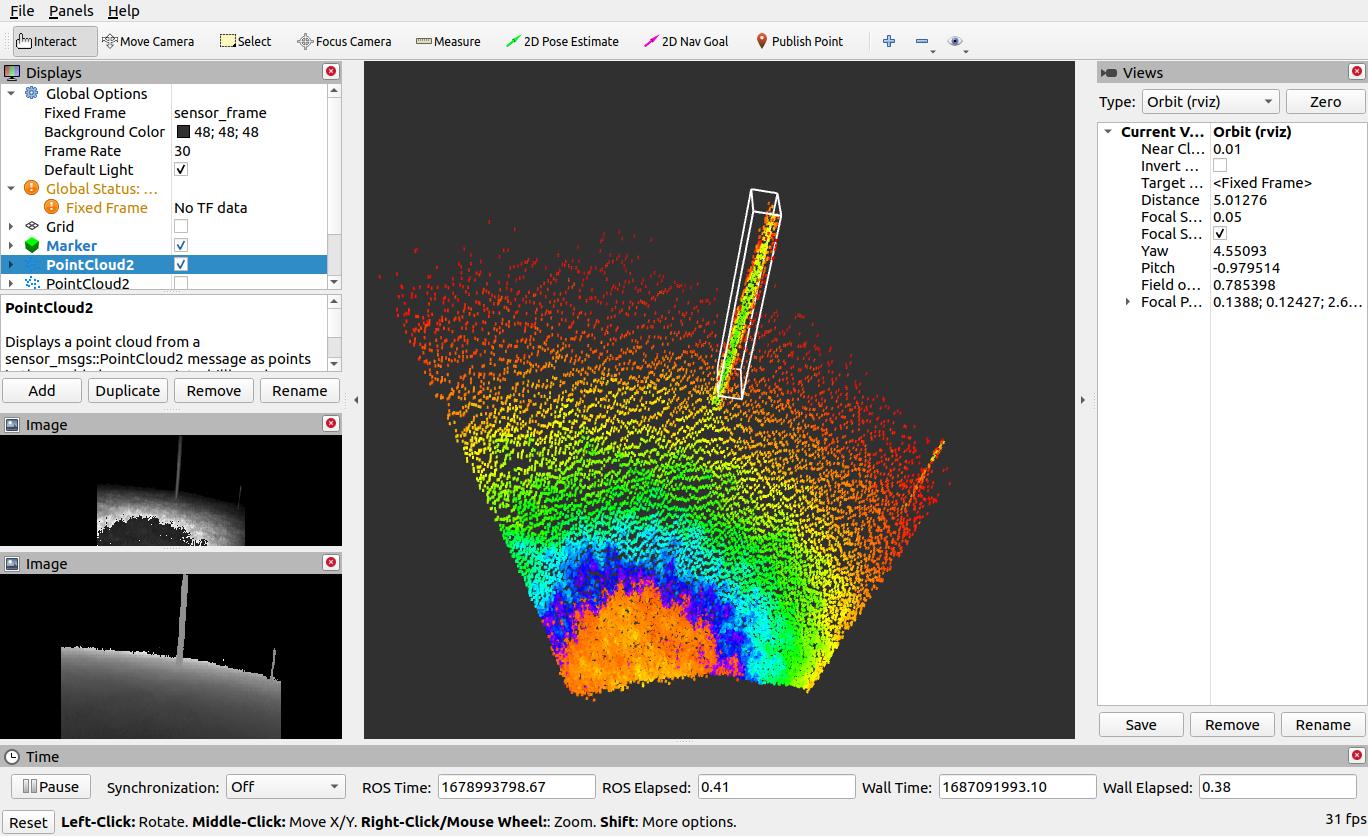 File Panels Help
Interact Move Camera Select Focus Camera Measure 2D Pose Estimate 2D Nav Goal Publish Point
Displays
Global Options
Fixed Frame sensor_frame
Background Color 48; 48; 48
Frame Rate 30
Default Light
Global Status: ...
Fixed Frame No TF data
Grid
Marker
PointCloud2
PointCloud2
PointCloud2
Displays a point cloud from a
sensor_msgs::PointCloud2 message as points
Add Duplicate Remove Rename
Image
Image
Views
Type: Orbit (rviz) Zero
Current V... Orbit (rviz)
Near Cl... 0.01
Invert ...
Target ... <Fixed Frame>
Distance 5.01276
Focal S... 0.05
Focal S...
Yaw 4.55093
Pitch -0.979514
Field o... 0.785398
Focal P... 0.1388; 0.12427; 2.6...
Save Remove Rename
Time
Pause Synchronization: Off ROS Time: 1678993798.67 ROS Elapsed: 0.41 Wall Time: 1687091993.10 Wall Elapsed: 0.38
Reset Left-Click: Rotate. Middle-Click: Move X/Y. Right-Click/Mouse Wheel:: Zoom. Shift: More options. 31 fps